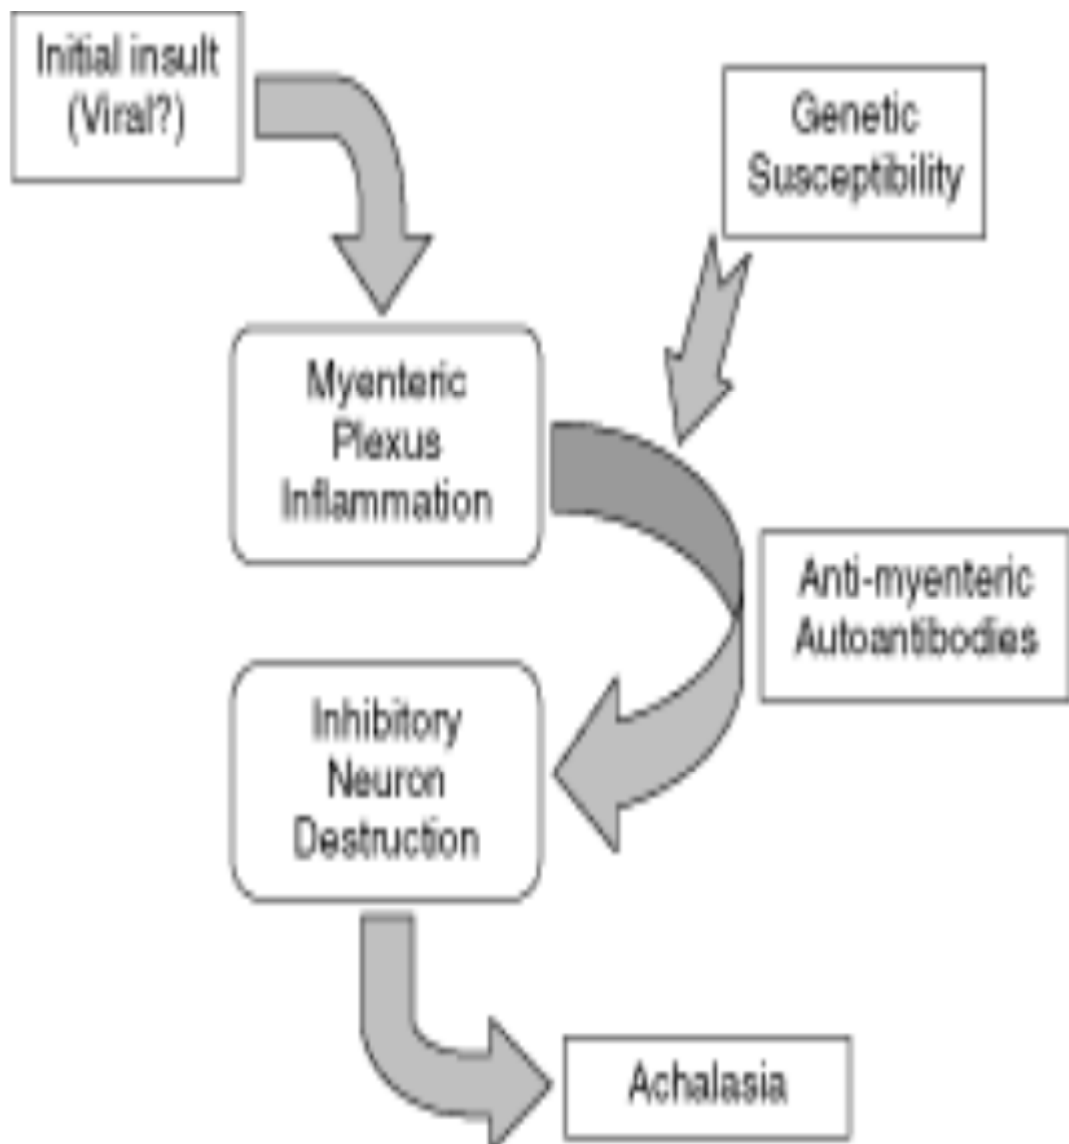 Initial insult
(Viral?)
Genetic
Susceptibility
Myenteric
Plexus
Inflammation
Anti-myenteric
Autoantibodies
Inhibitory
Neuron
Destruction
Achalasia